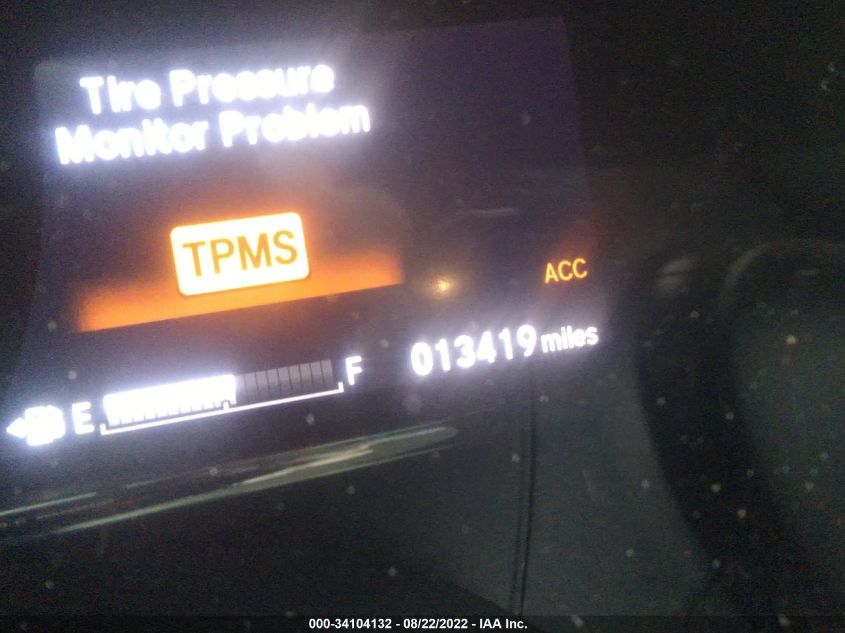 Tire Pressure
Monitor Problem
TPMS
ACC
013419 miles
E F
000-34104132 - 08/22/2022 - IAA Inc.